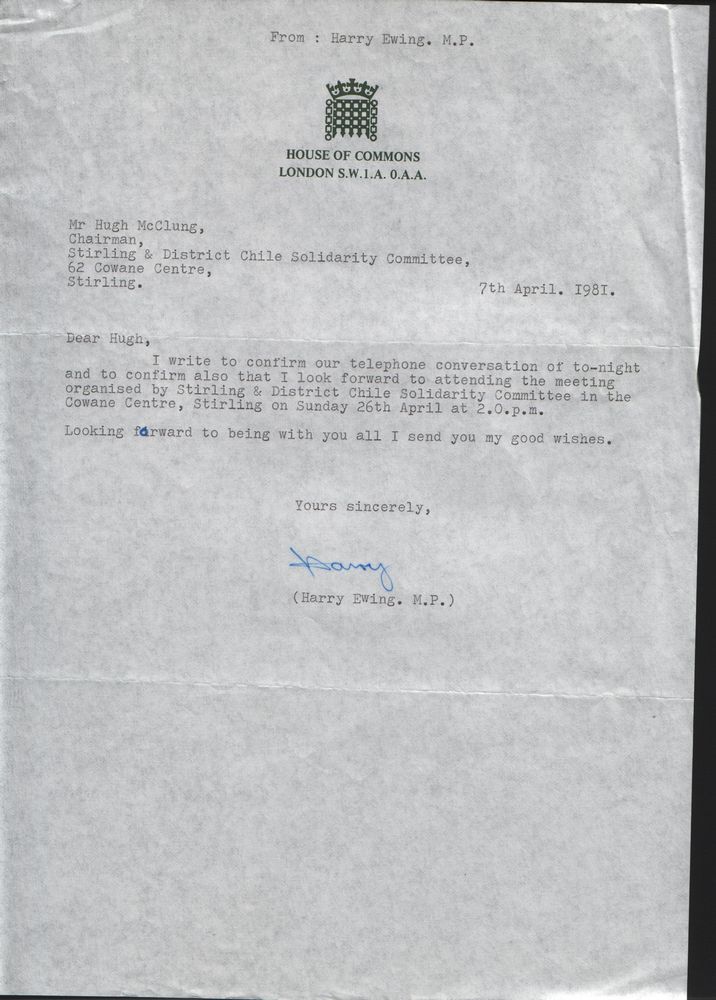 From : Harry Ewing. M.P.
HOUSE OF COMMONS
LONDON S.W.1.A. 0.A.A.
Mr Hugh McClung,
Chairman,
Stirling & District Chile Solidarity Committee,
62 Cowane Centre,
Stirling.
7th April. I98I.
Dear Hugh,
I write to confirm our telephone conversation of to-night
and to confirm also that I look forward to attending the meeting
organised by Stirling & District Chile Solidarity Committee in the
Cowane Centre, Stirling on Sunday 26th April at 2.0.p.m.
Looking forward to being with you all I send you my good wishes.
Yours sincerely,
Harry
(Harry Ewing. M.P.)